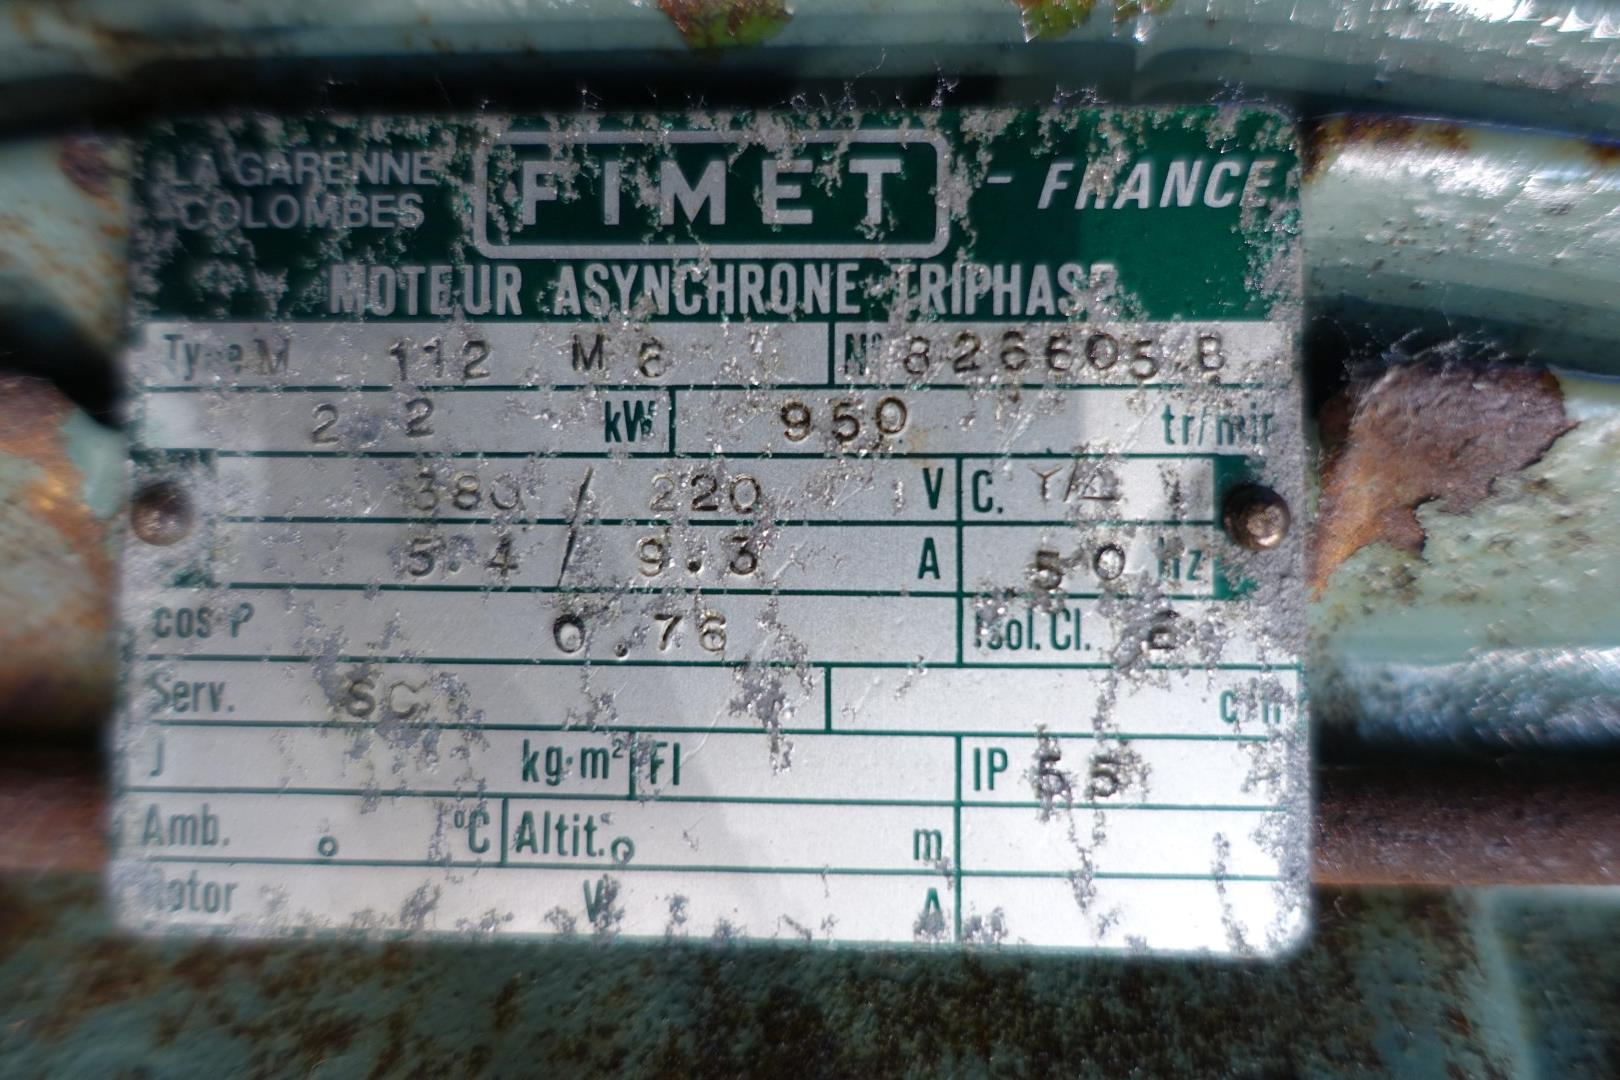 LA GARENNE
COLOMBES
FIMET
- FRANCE
MOTEUR ASYNCHRONE-TRIPHASE
Type M 112 M 6 N° 826605 B
2.2 kW 950 tr/min
380 / 220 V C. Y/Δ
5.4 / 9.3 A 50 Hz
cos φ 0.76 Isol. Cl. E
Serv. SC c/h
J kg·m² FI IP 55
Amb. o °C Altit. o m
Rotor V A